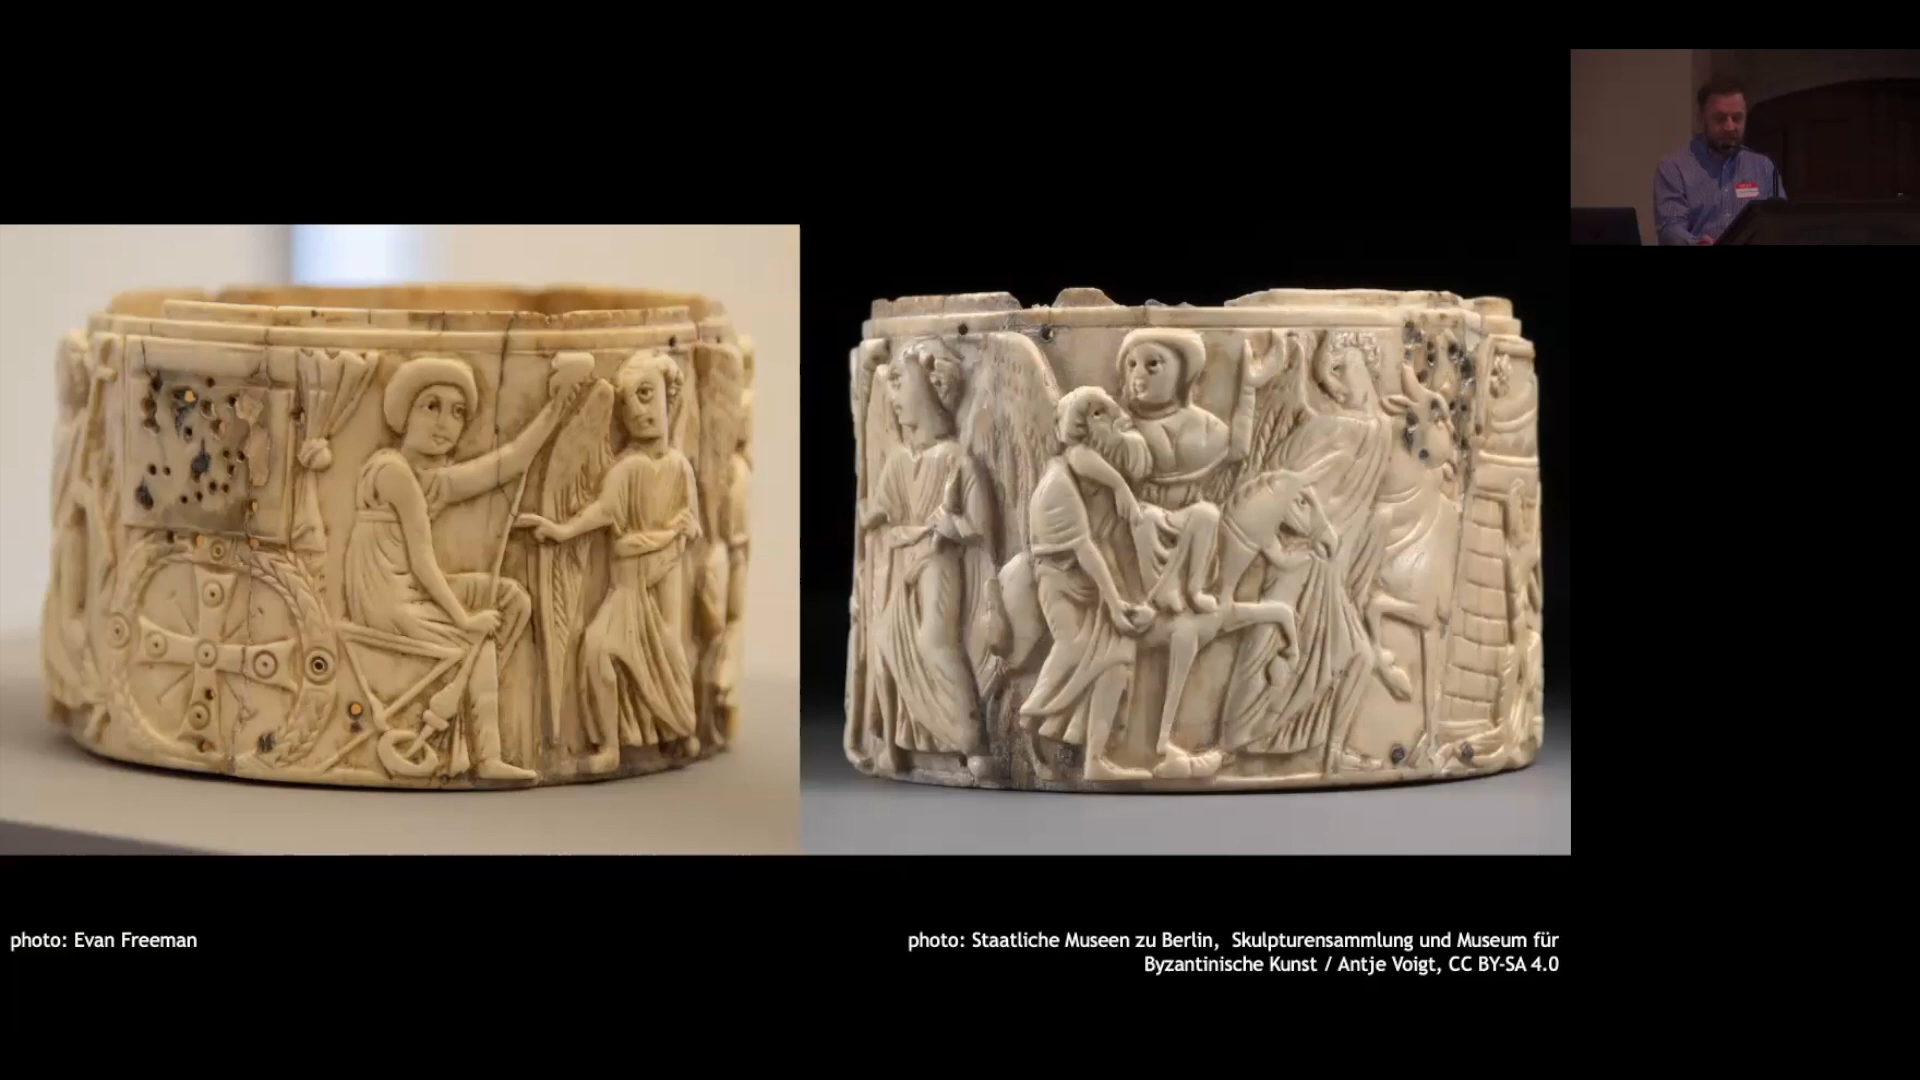 photo: Evan Freeman
photo: Staatliche Museen zu Berlin, Skulpturensammlung und Museum für
Byzantinische Kunst / Antje Voigt, CC BY-SA 4.0